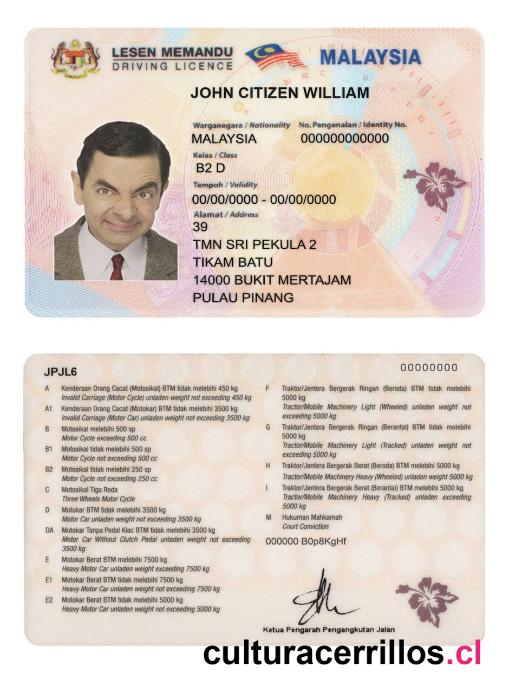 LESEN MEMANDU
DRIVING LICENCE
MALAYSIA
JOHN CITIZEN WILLIAM
Warganegara / Nationality No. Pengenalan / Identity No.
MALAYSIA 000000000000
Kelas / Class
B2 D
Tempoh / Validity
00/00/0000 - 00/00/0000
Alamat / Address
39
TMN SRI PEKULA 2
TIKAM BATU
14000 BUKIT MERTAJAM
PULAU PINANG
JPJL6
00000000
A Kenderaan Orang Cacat (Motosikal) BTM tidak melebihi 450 kg
Invalid Carriage (Motor Cycle) unladen weight not exceeding 450 kg
A1 Kenderaan Orang Cacat (Motokar) BTM tidak melebihi 3500 kg
Invalid Carriage (Motor Car) unladen weight not exceeding 3500 kg
B Motosikal melebihi 500 sp
Motor Cycle exceeding 500 cc
B1 Motosikal tidak melebihi 500 sp
Motor Cycle not exceeding 500 cc
B2 Motosikal tidak melebihi 250 sp
Motor Cycle not exceeding 250 cc
C Motosikal Tiga Roda
Three Wheels Motor Cycle
D Motokar BTM tidak melebihi 3500 kg
Motor Car unladen weight not exceeding 3500 kg
DA Motokar Tanpa Pedal Klac BTM tidak melebihi 3500 kg
Motor Car Without Clutch Pedal unladen weight not exceeding
3500 kg
E Motokar Berat BTM melebihi 7500 kg
Heavy Motor Car unladen weight exceeding 7500 kg
E1 Motokar Berat BTM tidak melebihi 7500 kg
Heavy Motor Car unladen weight not exceeding 7500 kg
E2 Motokar Berat BTM tidak melebihi 5000 kg
Heavy Motor Car unladen weight not exceeding 5000 kg
F Traktor/Jentera Bergerak Ringan (Beroda) BTM tidak melebihi
5000 kg
Tractor/Mobile Machinery Light (Wheeled) unladen weight not
exceeding 5000 kg
G Traktor/Jentera Bergerak Ringan (Berantai) BTM tidak melebihi
5000 kg
Tractor/Mobile Machinery Light (Tracked) unladen weight not
exceeding 5000 kg
H Traktor/Jentera Bergerak Berat (Beroda) BTM melebihi 5000 kg
Tractor/Mobile Machinery Heavy (Wheeled) unladen weight 5000 kg
I Traktor/Jentera Bergerak Berat (Berantai) BTM melebihi 5000 kg
Tractor/Mobile Machinery Heavy (Tracked) unladen exceeding
5000 kg
M Hukuman Mahkamah
Court Conviction
000000 B0p8KgHf
Ketua Pengarah Pengangkutan Jalan
culturacerrillos.cl